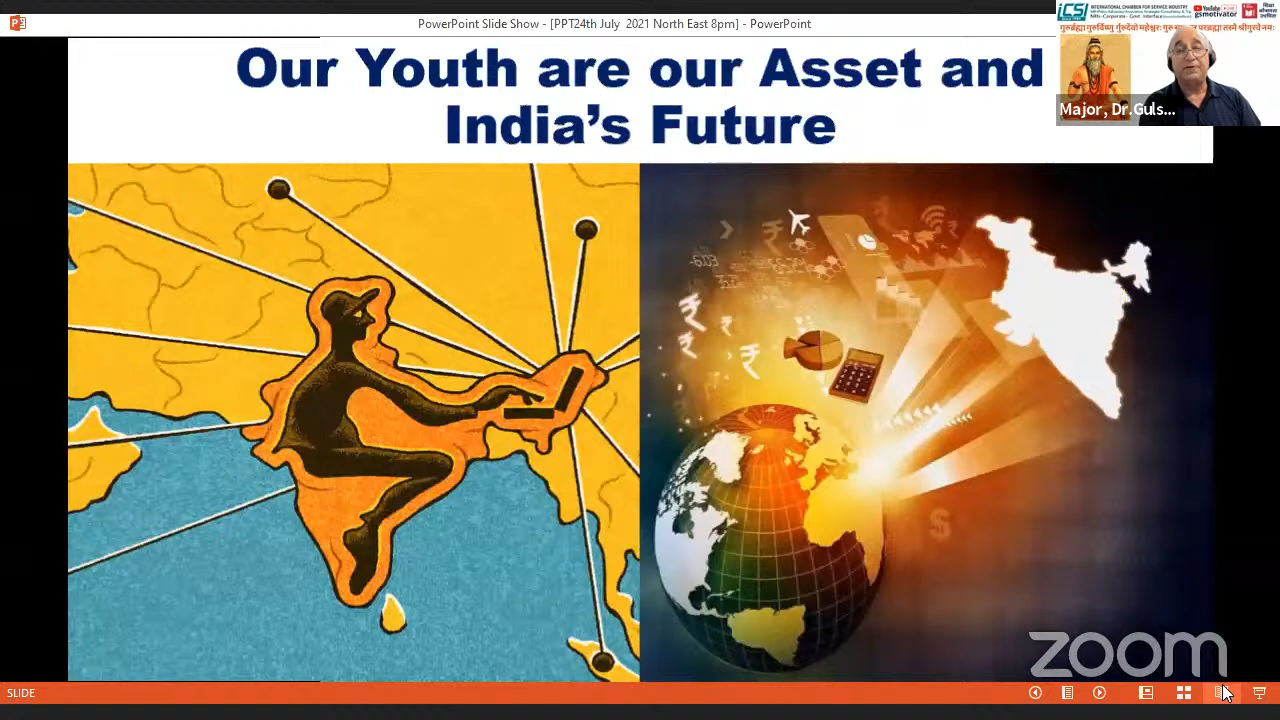 PowerPoint Slide Show - [PPT24th July 2021 North East 8pm] - PowerPoint
iCSi
INTERNATIONAL CHAMBER FOR SERVICE INDUSTRY
YouTube
gsmotivator
Our Youth are our Asset and
India’s Future
Major, Dr.Guls...
$
zoom
SLIDE